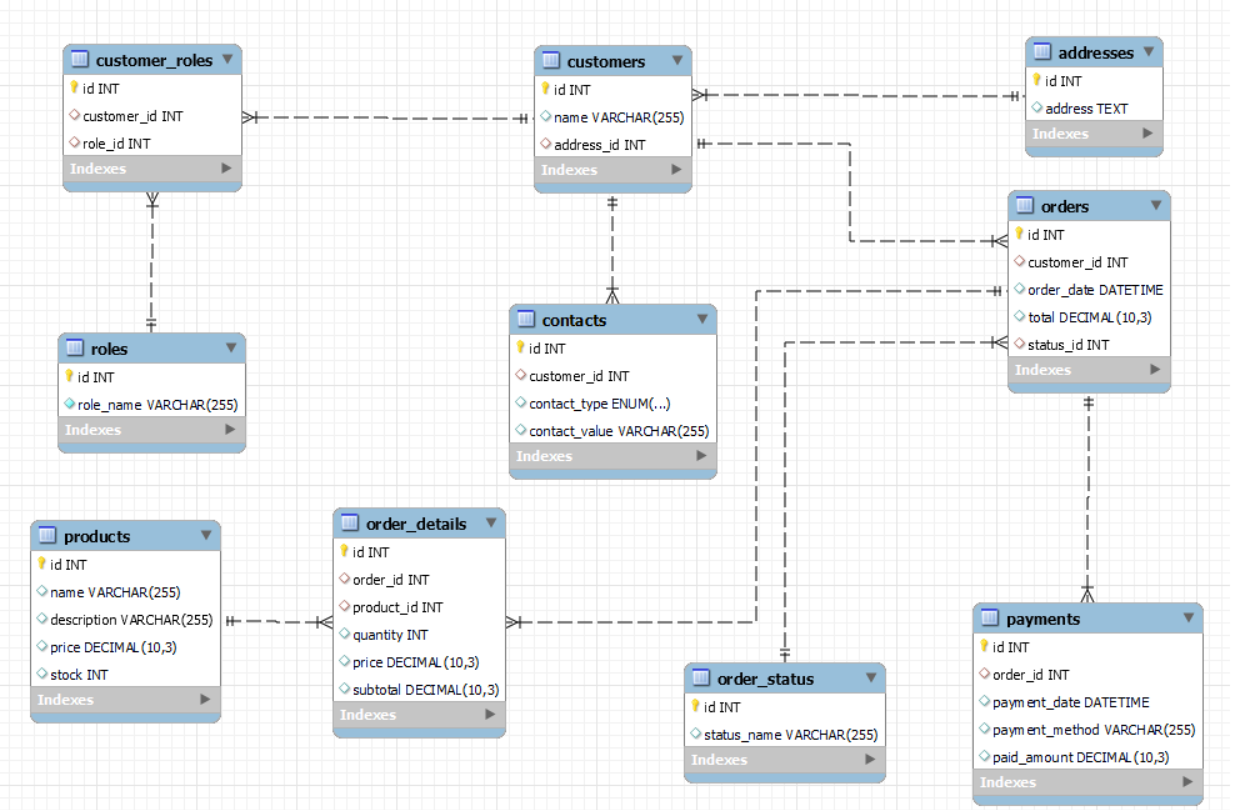 customer_roles
id INT
customer_id INT
role_id INT
Indexes
customers
id INT
name VARCHAR(255)
address_id INT
Indexes
addresses
id INT
address TEXT
Indexes
orders
id INT
customer_id INT
order_date DATETIME
total DECIMAL(10,3)
status_id INT
Indexes
roles
id INT
role_name VARCHAR(255)
Indexes
contacts
id INT
customer_id INT
contact_type ENUM(...)
contact_value VARCHAR(255)
Indexes
products
id INT
name VARCHAR(255)
description VARCHAR(255)
price DECIMAL(10,3)
stock INT
Indexes
order_details
id INT
order_id INT
product_id INT
quantity INT
price DECIMAL(10,3)
subtotal DECIMAL(10,3)
Indexes
order_status
id INT
status_name VARCHAR(255)
Indexes
payments
id INT
order_id INT
payment_date DATETIME
payment_method VARCHAR(255)
paid_amount DECIMAL(10,3)
Indexes